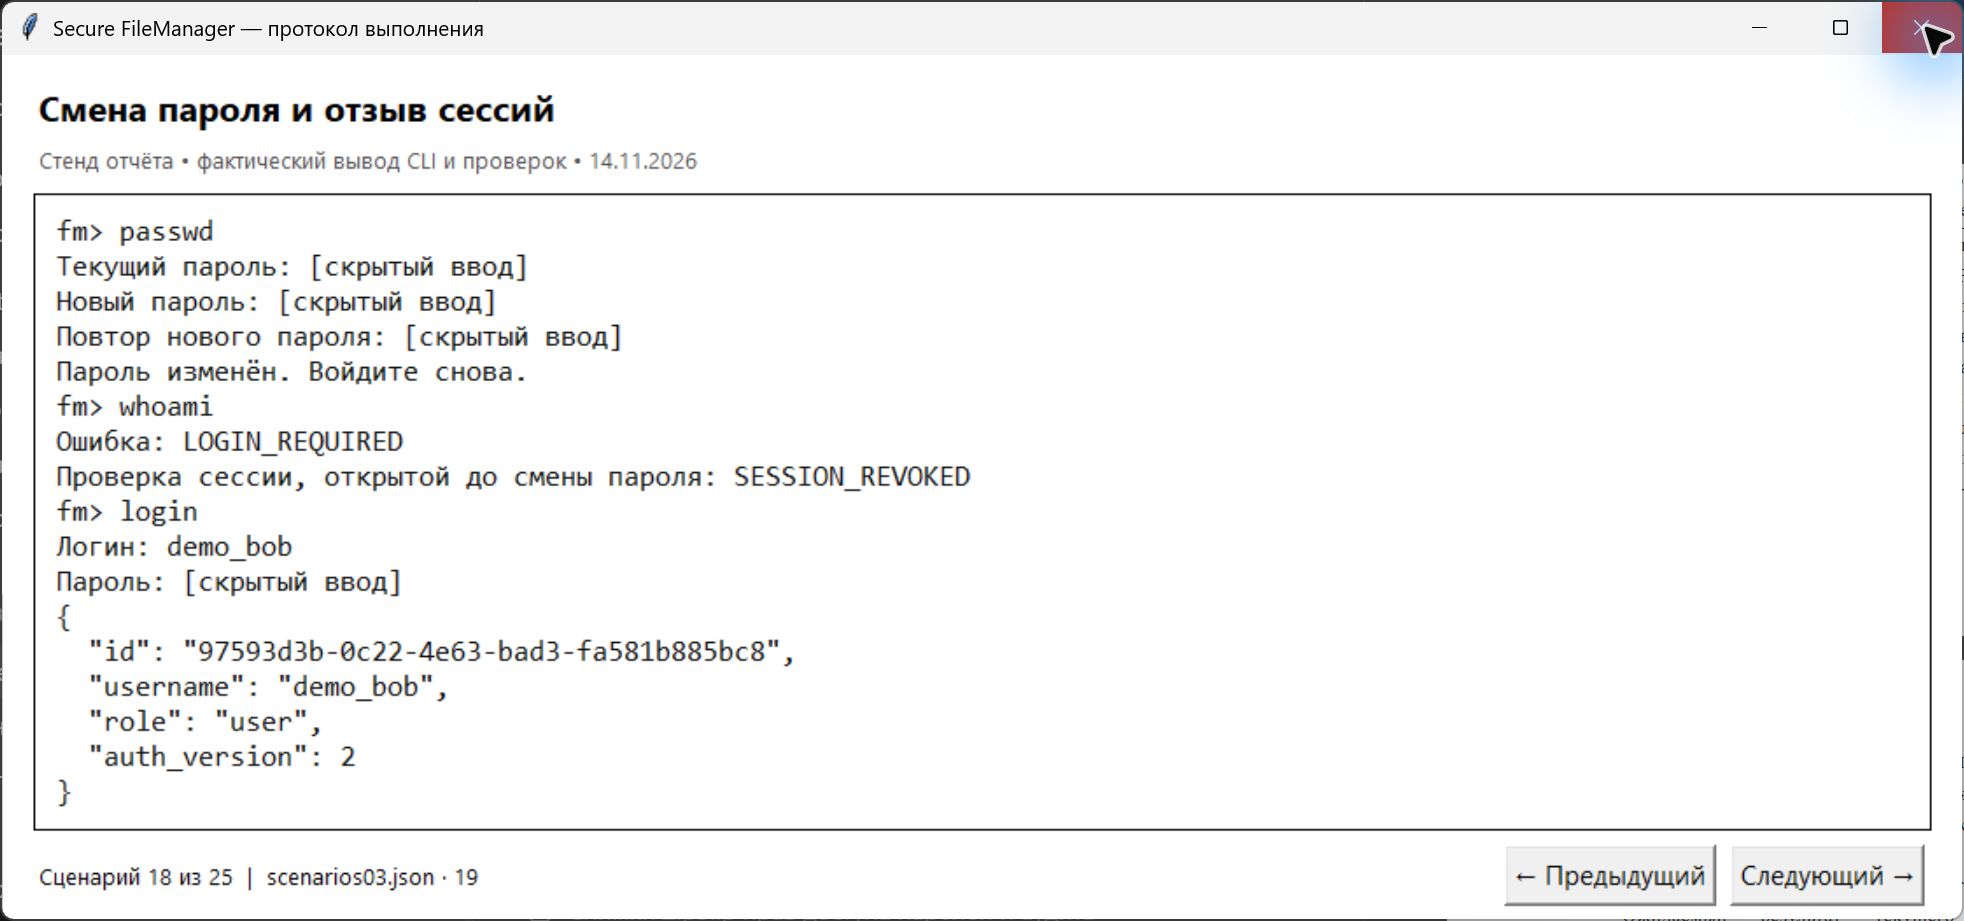 Secure FileManager — протокол выполнения
Смена пароля и отзыв сессий
Стенд отчёта • фактический вывод CLI и проверок • 14.11.2026
fm> passwd
Текущий пароль: [скрытый ввод]
Новый пароль: [скрытый ввод]
Повтор нового пароля: [скрытый ввод]
Пароль изменён. Войдите снова.
fm> whoami
Ошибка: LOGIN_REQUIRED
Проверка сессии, открытой до смены пароля: SESSION_REVOKED
fm> login
Логин: demo_bob
Пароль: [скрытый ввод]
{
  "id": "97593d3b-0c22-4e63-bad3-fa581b885bc8",
  "username": "demo_bob",
  "role": "user",
  "auth_version": 2
}
Сценарий 18 из 25 | scenarios03.json · 19
← Предыдущий
Следующий →